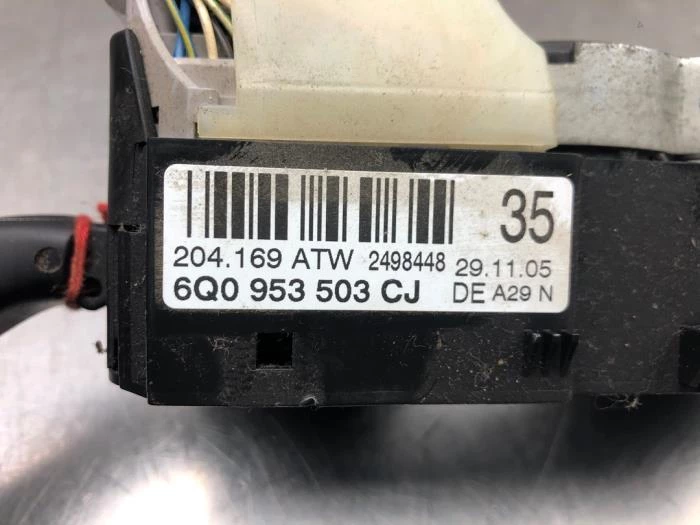 35
204.169 ATW 2498448 29.11.05
6Q0 953 503 CJ DE A29 N